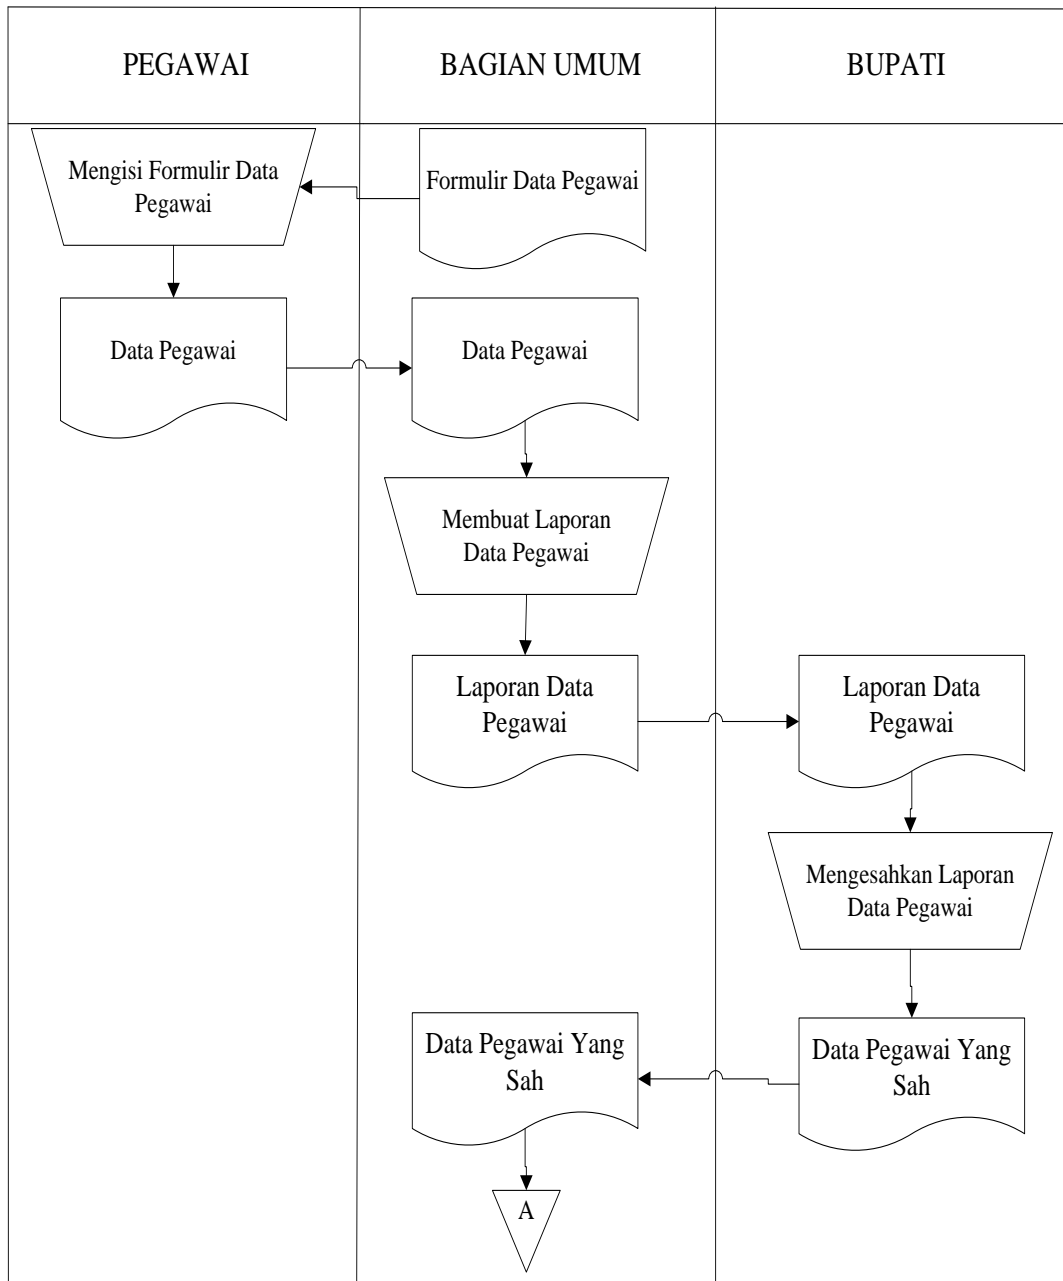 PEGAWAI
BAGIAN UMUM
BUPATI
Mengisi Formulir Data
Pegawai
Formulir Data Pegawai
Data Pegawai
Data Pegawai
Membuat Laporan
Data Pegawai
Laporan Data
Pegawai
Laporan Data
Pegawai
Mengesahkan Laporan
Data Pegawai
Data Pegawai Yang
Sah
Data Pegawai Yang
Sah
A